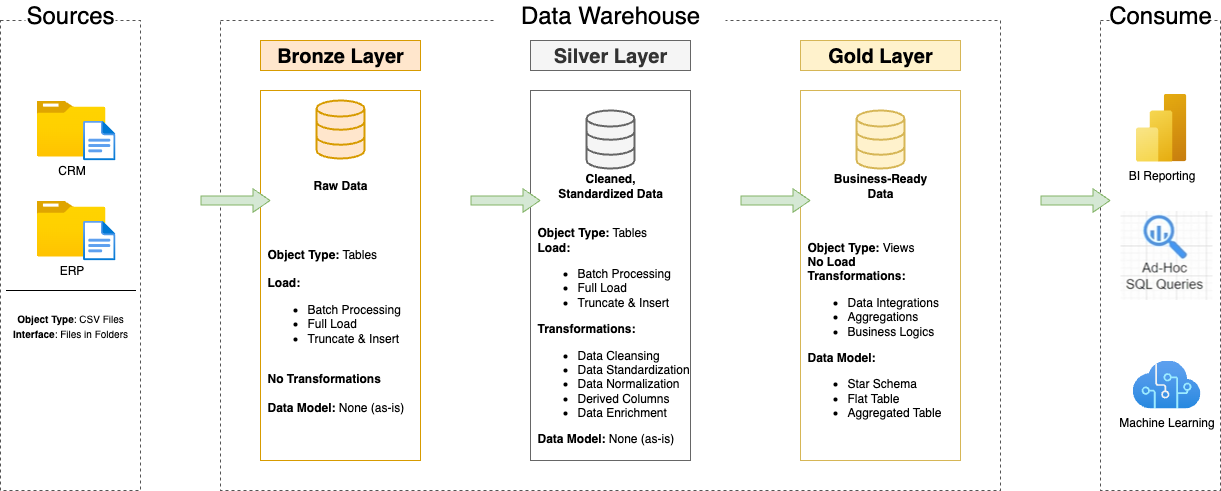 Sources
CRM
ERP
Object Type: CSV Files
Interface: Files in Folders
Data Warehouse
Bronze Layer
Raw Data
Object Type: Tables
Load:
• Batch Processing
• Full Load
• Truncate & Insert
No Transformations
Data Model: None (as-is)
Silver Layer
Cleaned,
Standardized Data
Object Type: Tables
Load:
• Batch Processing
• Full Load
• Truncate & Insert
Transformations:
• Data Cleansing
• Data Standardization
• Data Normalization
• Derived Columns
• Data Enrichment
Data Model: None (as-is)
Gold Layer
Business-Ready
Data
Object Type: Views
No Load
Transformations:
• Data Integrations
• Aggregations
• Business Logics
Data Model:
• Star Schema
• Flat Table
• Aggregated Table
Consume
BI Reporting
Ad-Hoc
SQL Queries
Machine Learning